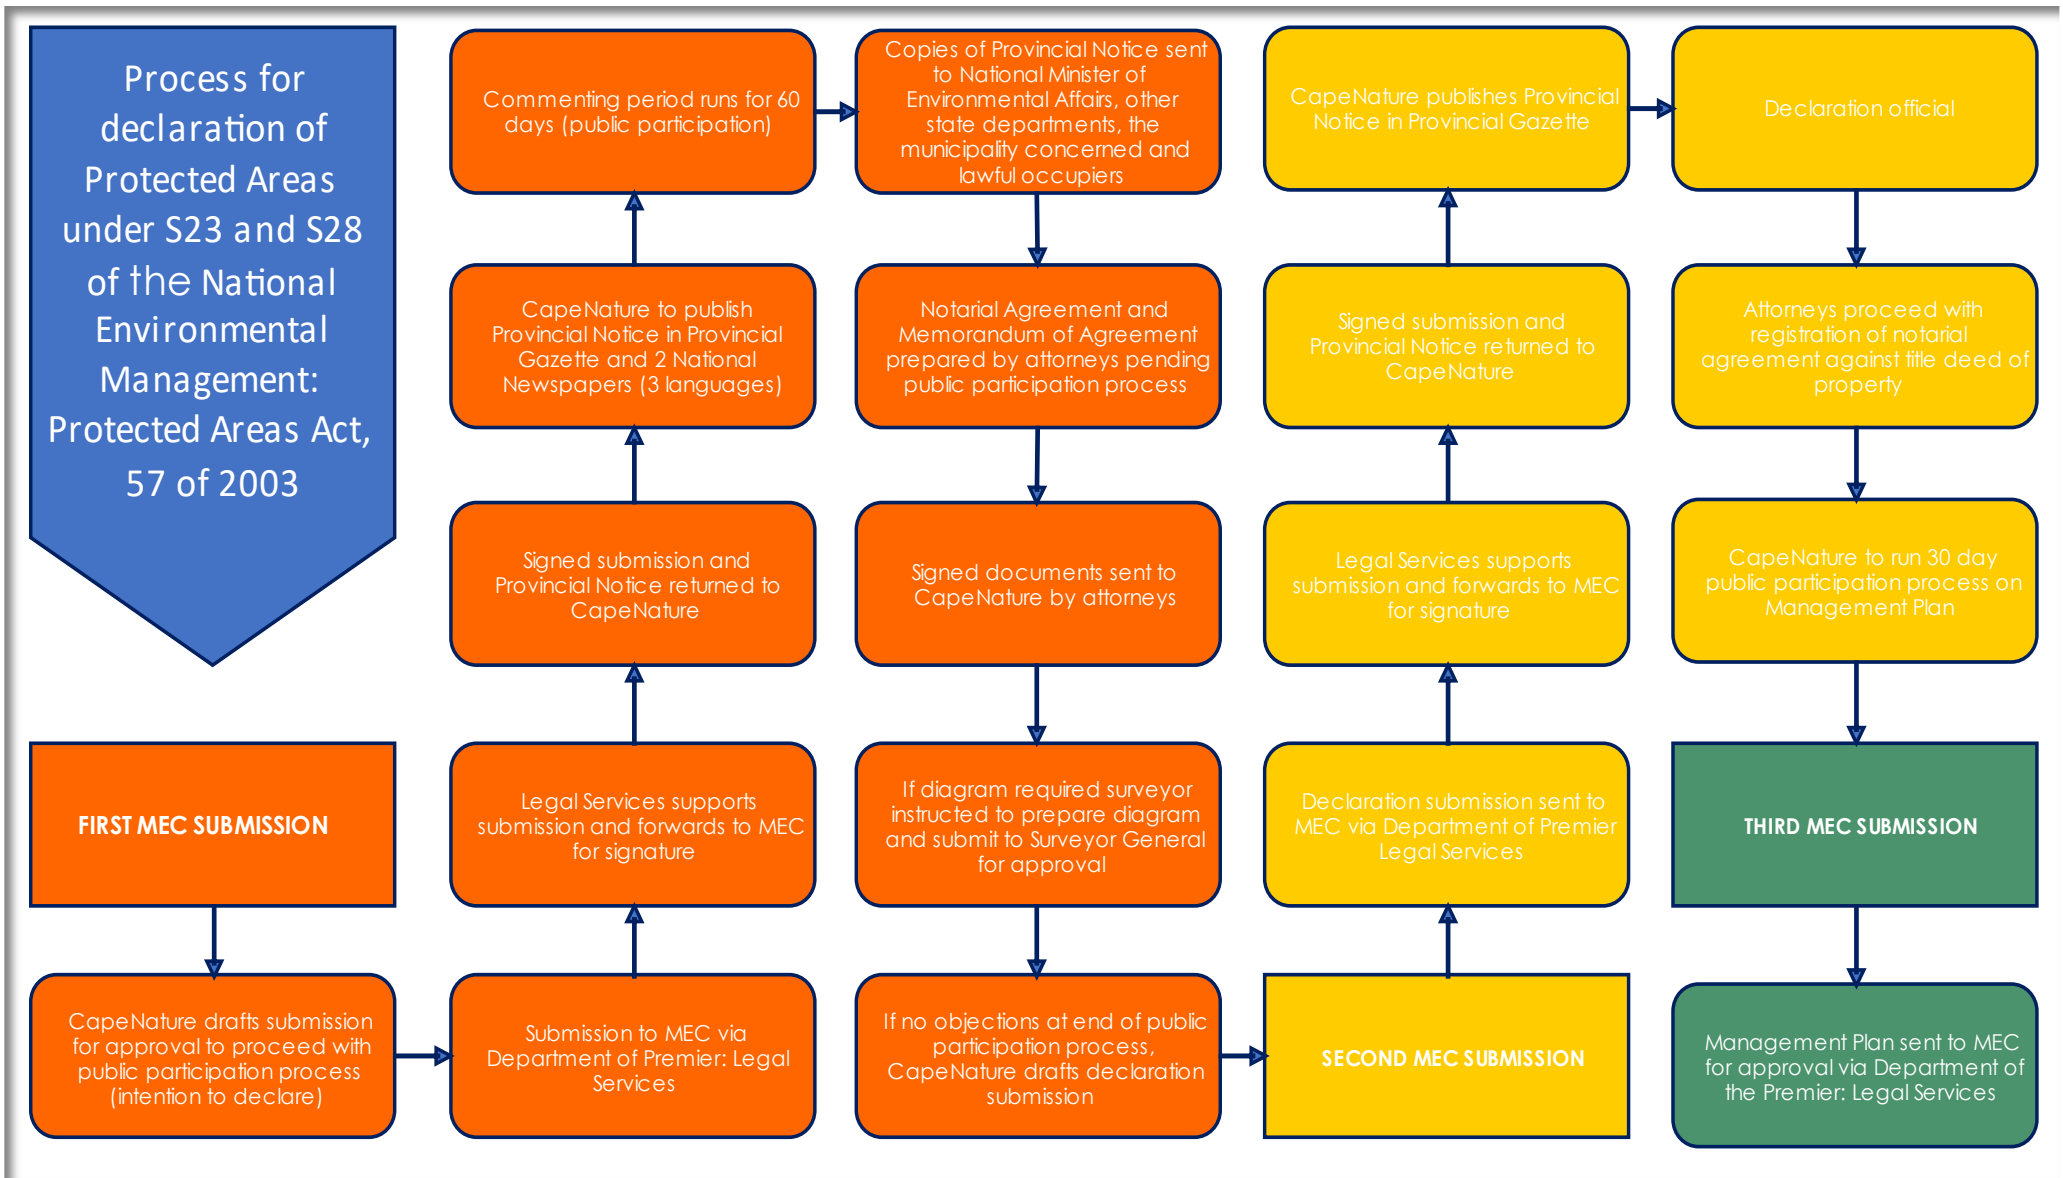 Process for
declaration of
Protected Areas
under S23 and S28
of the National
Environmental
Management:
Protected Areas Act,
57 of 2003
FIRST MEC SUBMISSION
CapeNature drafts submission
for approval to proceed with
public participation process
(intention to declare)
Submission to MEC via
Department of Premier: Legal
Services
Legal Services supports
submission and forwards to MEC
for signature
Signed submission and
Provincial Notice returned to
CapeNature
CapeNature to publish
Provincial Notice in Provincial
Gazette and 2 National
Newspapers (3 languages)
Commenting period runs for 60
days (public participation)
Copies of Provincial Notice sent
to National Minister of
Environmental Affairs, other
state departments, the
municipality concerned and
lawful occupiers
Notarial Agreement and
Memorandum of Agreement
prepared by attorneys pending
public participation process
Signed documents sent to
CapeNature by attorneys
If diagram required surveyor
instructed to prepare diagram
and submit to Surveyor General
for approval
If no objections at end of public
participation process,
CapeNature drafts declaration
submission
SECOND MEC SUBMISSION
Declaration submission sent to
MEC via Department of Premier
Legal Services
Legal Services supports
submission and forwards to MEC
for signature
Signed submission and
Provincial Notice returned to
CapeNature
CapeNature publishes Provincial
Notice in Provincial Gazette
Declaration official
Attorneys proceed with
registration of notarial
agreement against title deed of
property
CapeNature to run 30 day
public participation process on
Management Plan
THIRD MEC SUBMISSION
Management Plan sent to MEC
for approval via Department of
the Premier: Legal Services